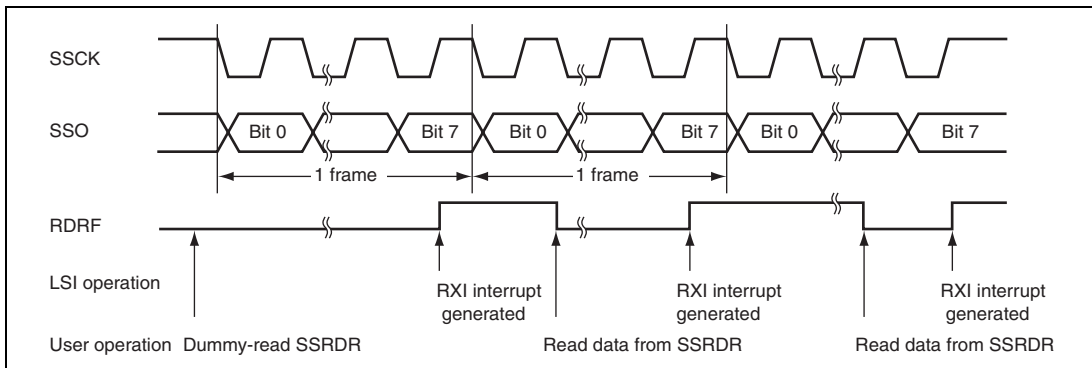 SSCK
SSO
Bit 0
Bit 7
Bit 0
Bit 7
Bit 0
Bit 7
1 frame
1 frame
RDRF
LSI operation
RXI interrupt
generated
RXI interrupt
generated
RXI interrupt
generated
User operation
Dummy-read SSRDR
Read data from SSRDR
Read data from SSRDR